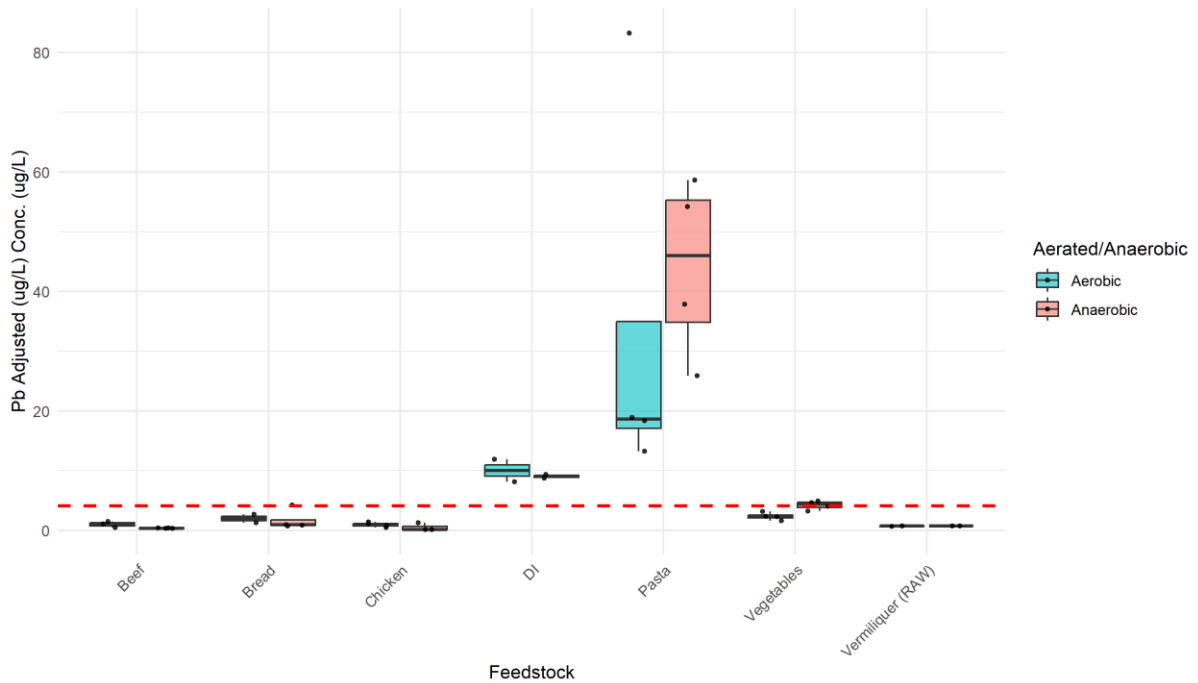 Pb Adjusted (ug/L) Conc. (ug/L)
80
60
40
20
0
Beef
Bread
Chicken
DI
Pasta
Vegetables
Vermiliquer (RAW)
Feedstock
Aerated/Anaerobic
Aerobic
Anaerobic